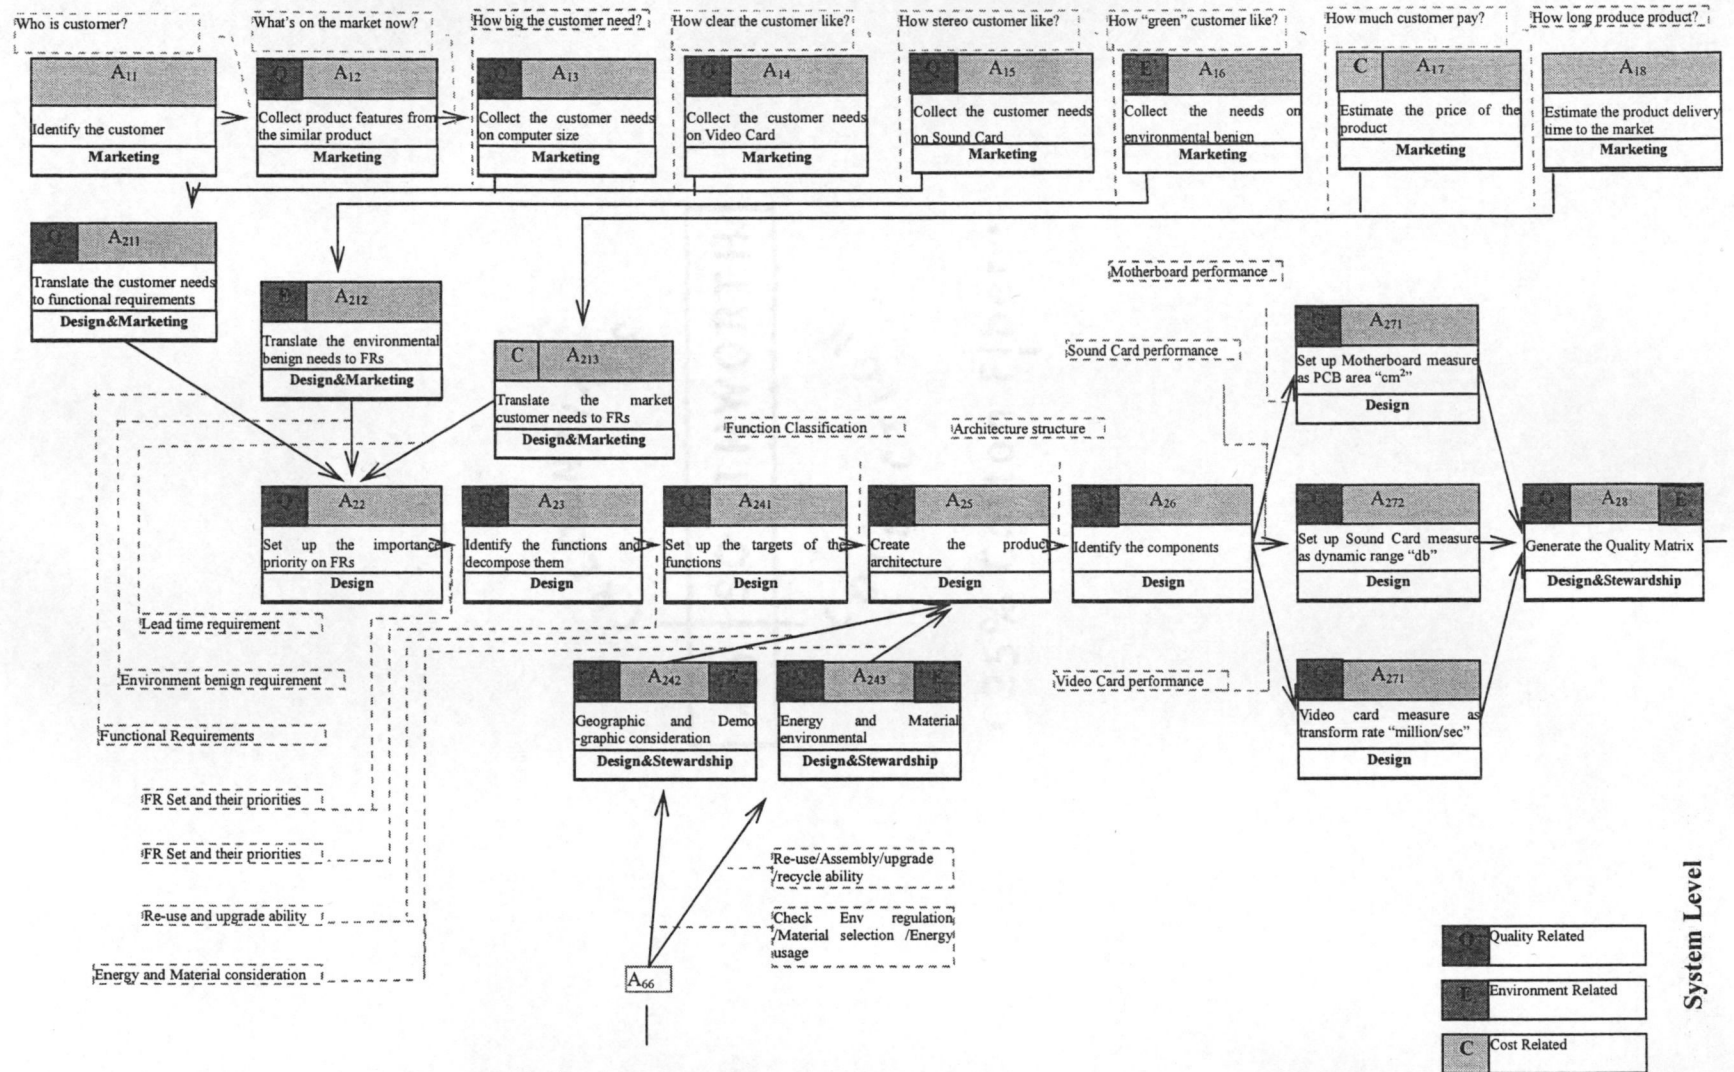 Who is customer?
What's on the market now?
How big the customer need?
How clear the customer like?
How stereo customer like?
How “green” customer like?
How much customer pay?
How long produce product?
A11
Identify the customer
Marketing
Q A12
Collect product features from
the similar product
Marketing
Q A13
Collect the customer needs
on computer size
Marketing
Q A14
Collect the customer needs
on Video Card
Marketing
Q A15
Collect the customer needs
on Sound Card
Marketing
E A16
Collect the needs on
environmental benign
Marketing
C A17
Estimate the price of the
product
Marketing
A18
Estimate the product delivery
time to the market
Marketing
Q A211
Translate the customer needs
to functional requirements
Design&Marketing
E A212
Translate the environmental
benign needs to FRs
Design&Marketing
C A213
Translate the market
customer needs to FRs
Design&Marketing
Motherboard performance
Sound Card performance
Function Classification
Architecture structure
A271
Set up Motherboard measure
as PCB area “cm²”
Design
Q A22
Set up the importance
priority on FRs
Design
A23
Identify the functions and
decompose them
Design
Q A241
Set up the targets of the
functions
Design
Q A25
Create the product
architecture
Design
A26
Identify the components
Design
A272
Set up Sound Card measure
as dynamic range “db”
Design
Q A28 E
Generate the Quality Matrix
Design&Stewardship
Lead time requirement
Environment benign requirement
Functional Requirements
A242 E
Geographic and Demo
-graphic consideration
Design&Stewardship
A243 E
Energy and Material
environmental
Design&Stewardship
Video Card performance
Q A271
Video card measure as
transform rate “million/sec”
Design
FR Set and their priorities
FR Set and their priorities
Re-use and upgrade ability
Energy and Material consideration
Re-use/Assembly/upgrade
/recycle ability
Check Env regulation
/Material selection /Energy
usage
A66
Q Quality Related
E Environment Related
C Cost Related
System Level